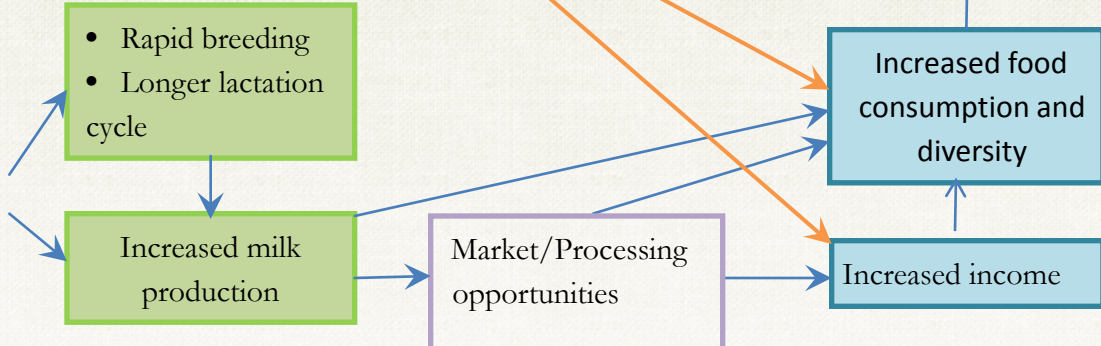 • Rapid breeding
• Longer lactation
cycle
Increased food
consumption and
diversity
Increased milk
production
Market/Processing
opportunities
Increased income